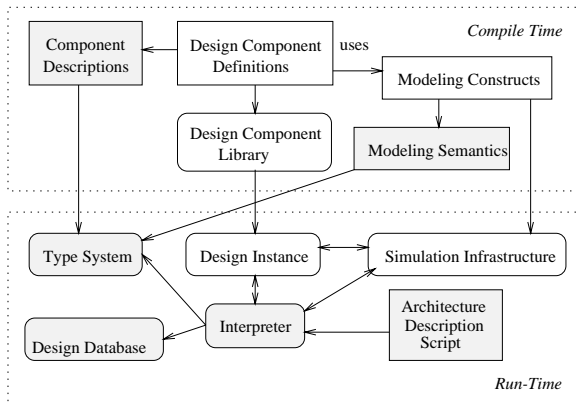 Compile Time
Component
Descriptions
Design Component
Definitions
uses
Modeling Constructs
Design Component
Library
Modeling Semantics
Type System
Design Instance
Simulation Infrastructure
Interpreter
Architecture
Description
Script
Design Database
Run-Time